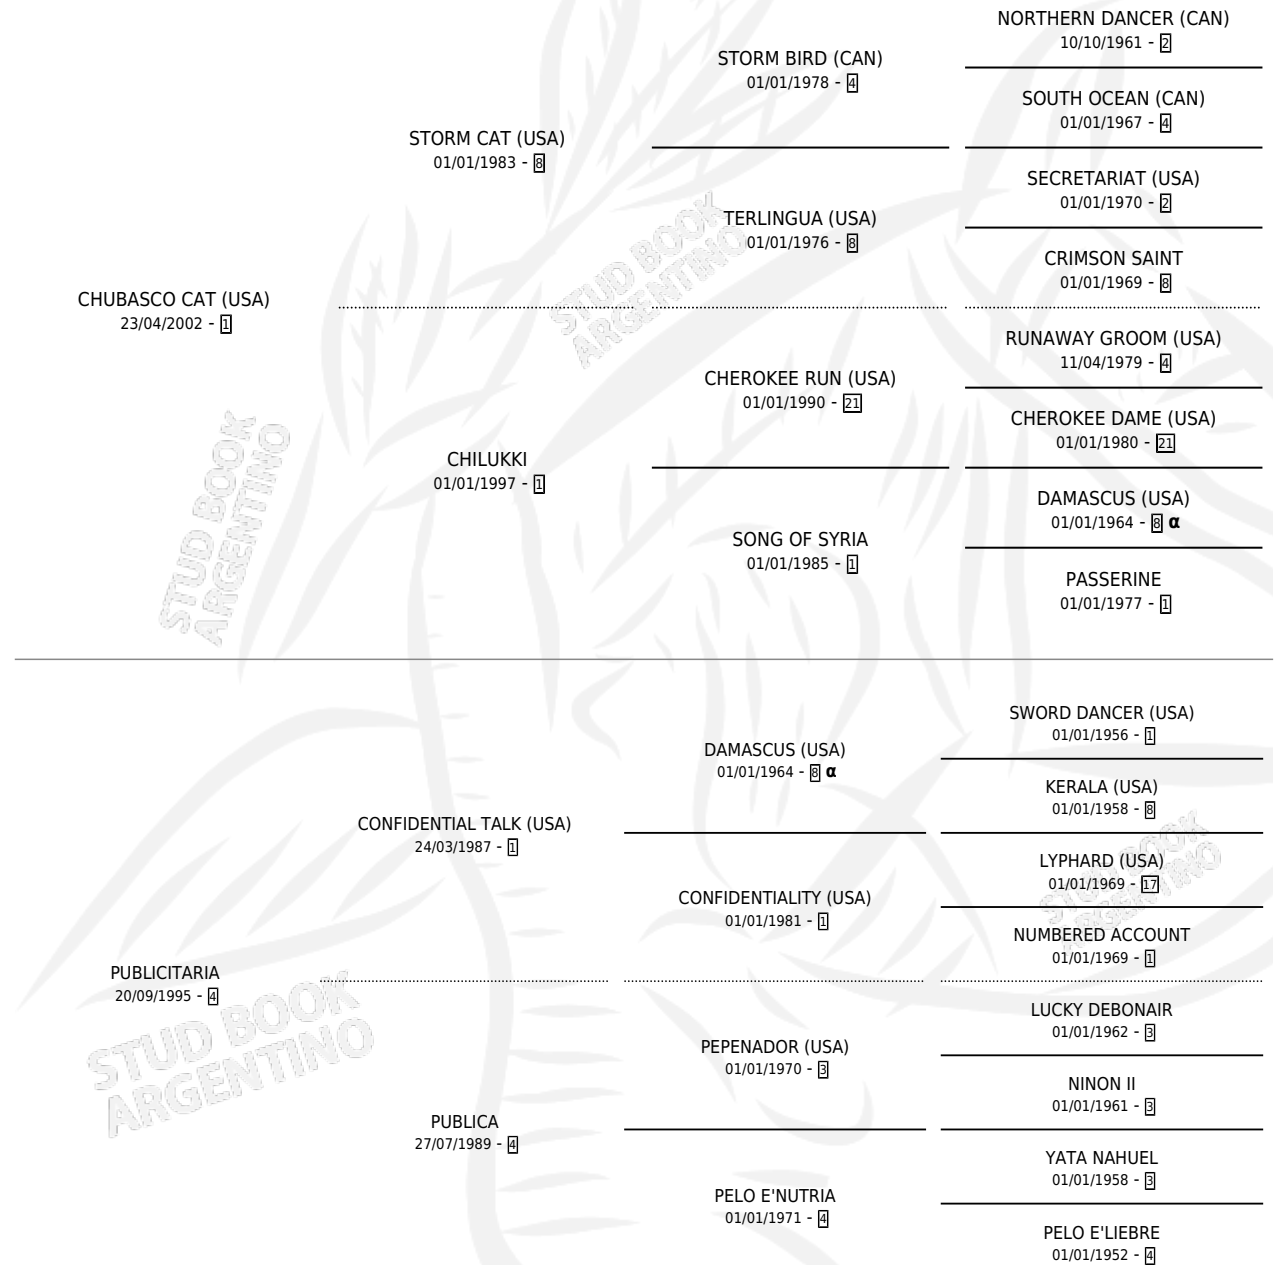 NORTHERN DANCER (CAN)
10/10/1961 - 2
STORM BIRD (CAN)
01/01/1978 - 4
SOUTH OCEAN (CAN)
01/01/1967 - 4
STORM CAT (USA)
01/01/1983 - 8
SECRETARIAT (USA)
01/01/1970 - 2
TERLINGUA (USA)
01/01/1976 - 8
CRIMSON SAINT
01/01/1969 - 8
CHUBASCO CAT (USA)
23/04/2002 - 1
RUNAWAY GROOM (USA)
11/04/1979 - 4
CHEROKEE RUN (USA)
01/01/1990 - 21
CHEROKEE DAME (USA)
01/01/1980 - 21
CHILUKKI
01/01/1997 - 1
DAMASCUS (USA)
01/01/1964 - 8 α
SONG OF SYRIA
01/01/1985 - 1
PASSERINE
01/01/1977 - 1
SWORD DANCER (USA)
01/01/1956 - 1
DAMASCUS (USA)
01/01/1964 - 8 α
KERALA (USA)
01/01/1958 - 8
CONFIDENTIAL TALK (USA)
24/03/1987 - 1
LYPHARD (USA)
01/01/1969 - 17
CONFIDENTIALITY (USA)
01/01/1981 - 1
NUMBERED ACCOUNT
01/01/1969 - 1
PUBLICITARIA
20/09/1995 - 4
LUCKY DEBONAIR
01/01/1962 - 3
PEPENADOR (USA)
01/01/1970 - 3
NINON II
01/01/1961 - 3
PUBLICA
27/07/1989 - 4
YATA NAHUEL
01/01/1958 - 3
PELO E'NUTRIA
01/01/1971 - 4
PELO E'LIEBRE
01/01/1952 - 4
STUD BOOK
ARGENTINO
STUD BOOK
ARGENTINO
STUD BOOK
ARGENTINO
STUD BOOK
ARGENTINO